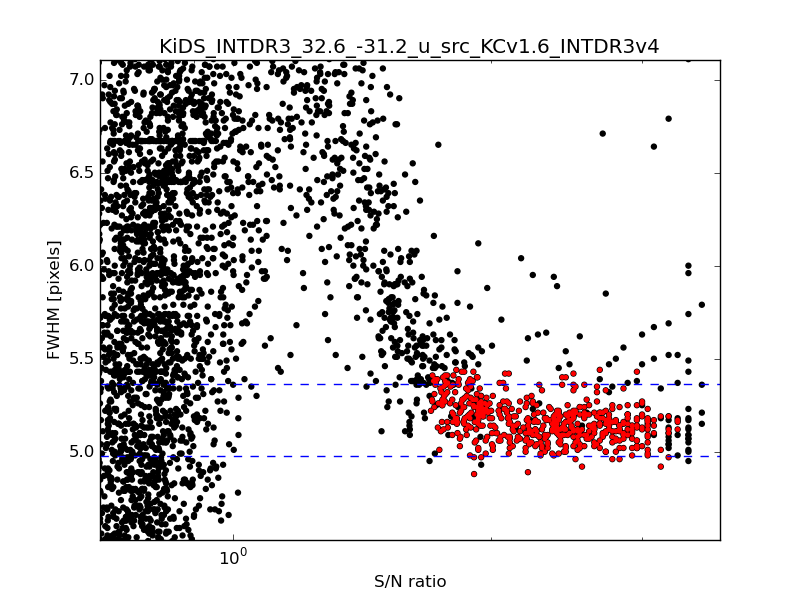 KiDS_INTDR3_32.6_-31.2_u_src_KCv1.6_INTDR3v4
7.0
6.5
6.0
5.5
5.0
FWHM [pixels]
10^0
S/N ratio